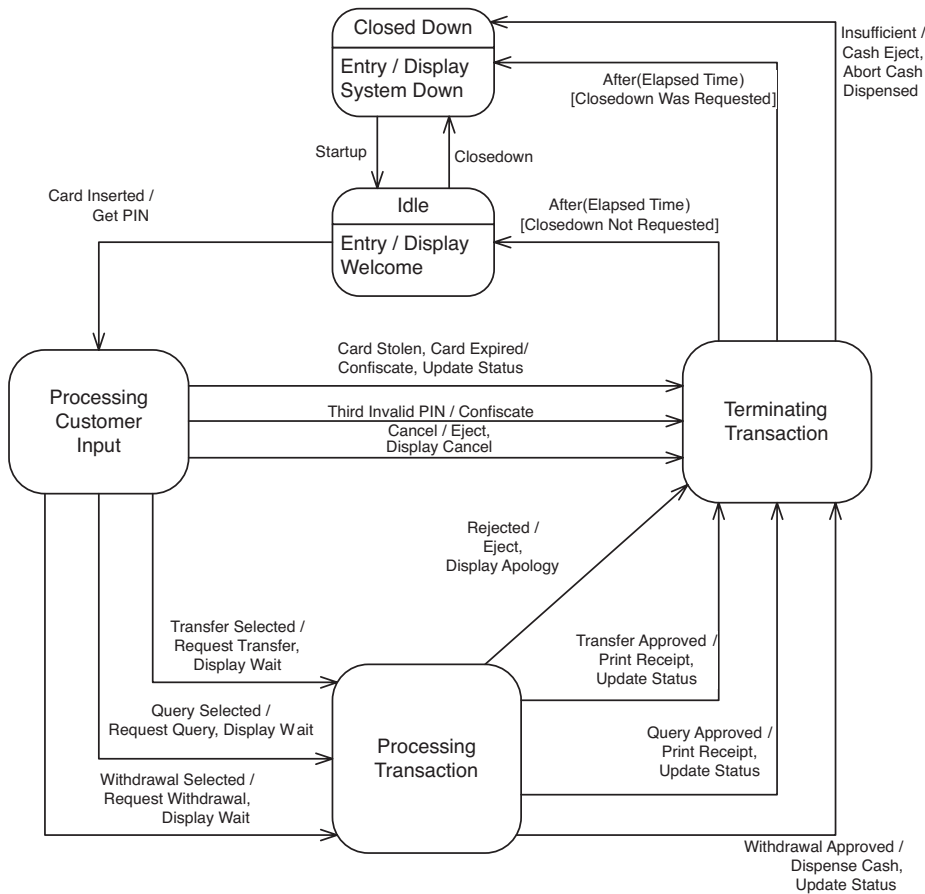 Closed Down
Entry / Display
System Down
Insufficient /
Cash Eject,
Abort Cash
Dispensed
After(Elapsed Time)
[Closedown Was Requested]
Startup
Closedown
Card Inserted /
Get PIN
Idle
Entry / Display
Welcome
After(Elapsed Time)
[Closedown Not Requested]
Card Stolen, Card Expired/
Confiscate, Update Status
Processing
Customer
Input
Third Invalid PIN / Confiscate
Cancel / Eject,
Display Cancel
Terminating
Transaction
Rejected /
Eject,
Display Apology
Transfer Selected /
Request Transfer,
Display Wait
Transfer Approved /
Print Receipt,
Update Status
Query Selected /
Request Query, Display Wait
Processing
Transaction
Query Approved /
Print Receipt,
Update Status
Withdrawal Selected /
Request Withdrawal,
Display Wait
Withdrawal Approved /
Dispense Cash,
Update Status